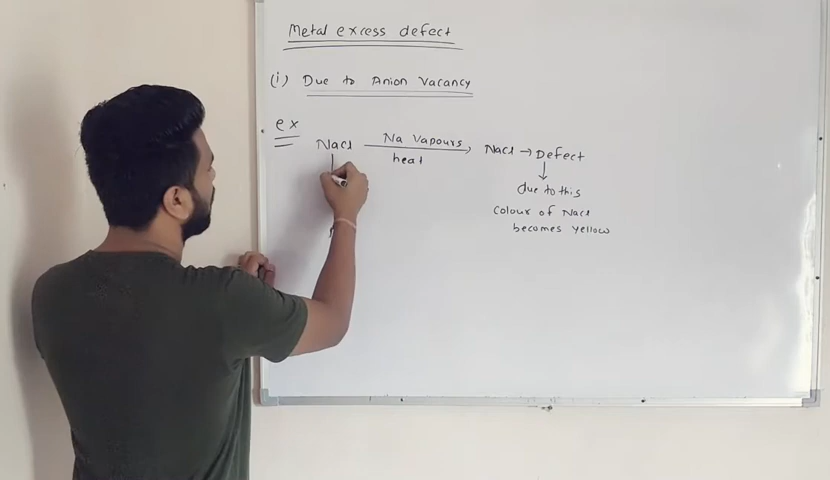 Metal excess defect
(i) Due to Anion Vacancy
ex
NaCl Na Vapours heat NaCl → Defect
↓
due to this
Colour of NaCl
becomes yellow